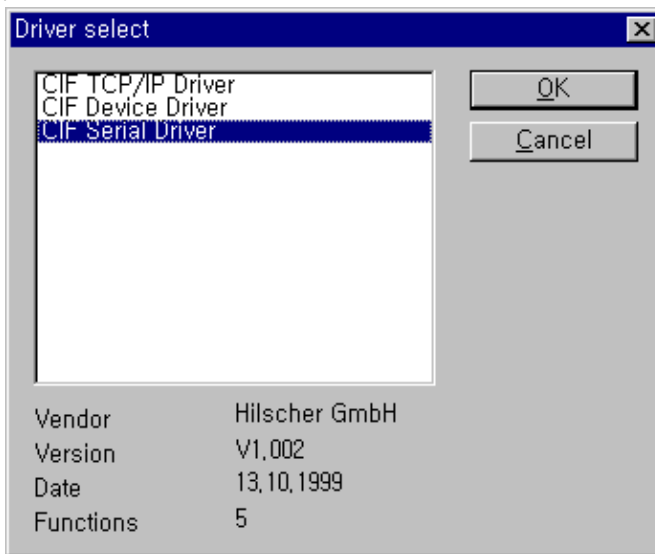 Driver select
CIF TCP/IP Driver
CIF Device Driver
CIF Serial Driver
OK
Cancel
Vendor Hilscher GmbH
Version V1,002
Date 13,10,1999
Functions 5